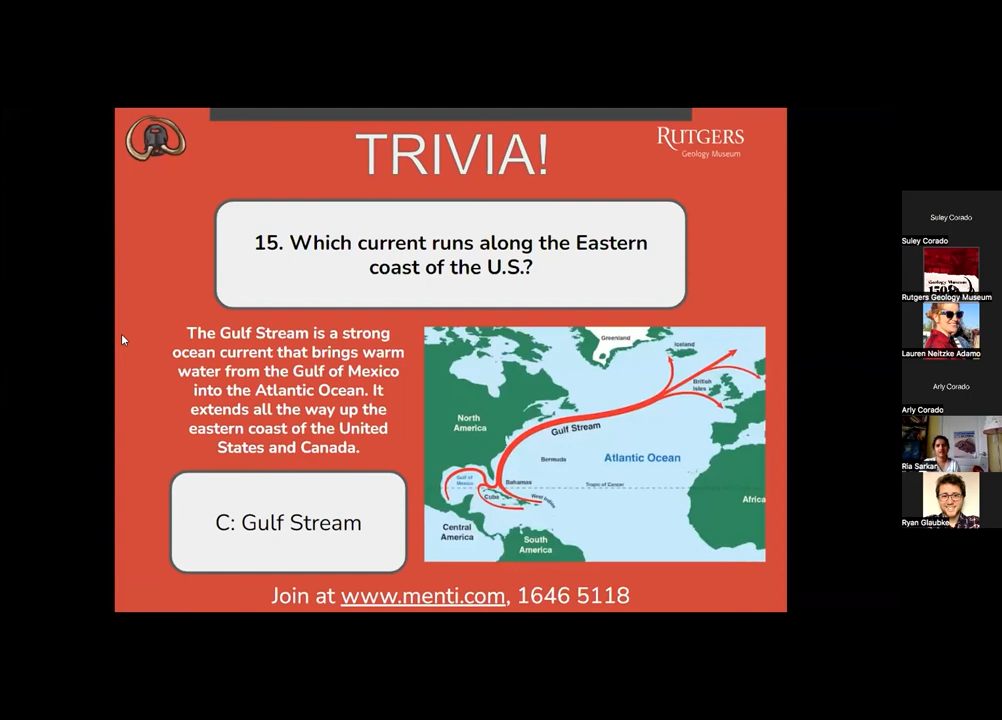 TRIVIA!
RUTGERS
Geology Museum
15. Which current runs along the Eastern
coast of the U.S.?
The Gulf Stream is a strong
ocean current that brings warm
water from the Gulf of Mexico
into the Atlantic Ocean. It
extends all the way up the
eastern coast of the United
States and Canada.
C: Gulf Stream
Greenland
Iceland
British
Isles
North
America
Gulf Stream
Bermuda
Atlantic Ocean
Gulf of
Mexico
Bahamas
Tropic of Cancer
Cuba
West Indies
Africa
Central
America
South
America
Join at www.menti.com, 1646 5118
Suley Corado
Suley Corado
Geology Museum
Rutgers Geology Museum
Lauren Neitzke Adamo
Arly Corado
Arly Corado
Ria Sarkar
Ryan Glaubke